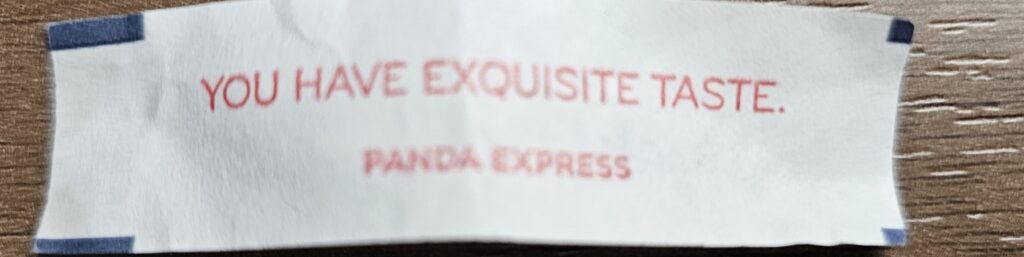 YOU HAVE EXQUISITE TASTE.
PANDA EXPRESS